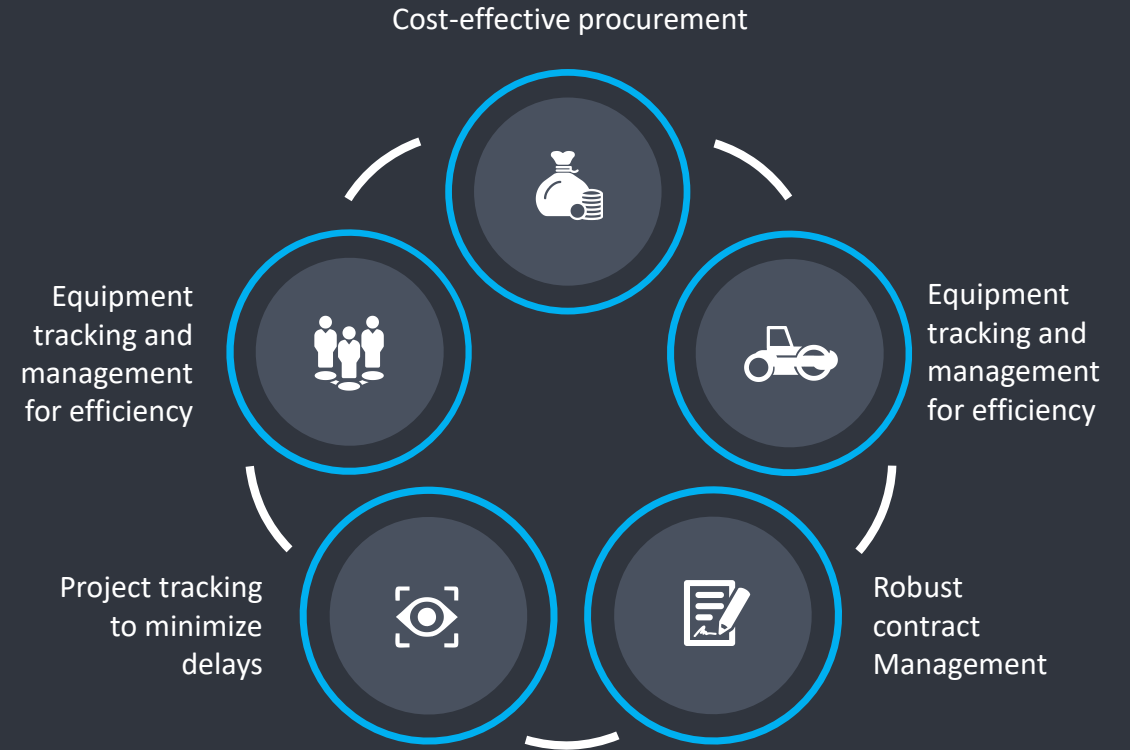 Cost-effective procurement
Equipment
tracking and
management
for efficiency
Equipment
tracking and
management
for efficiency
Project tracking
to minimize
delays
Robust
contract
Management